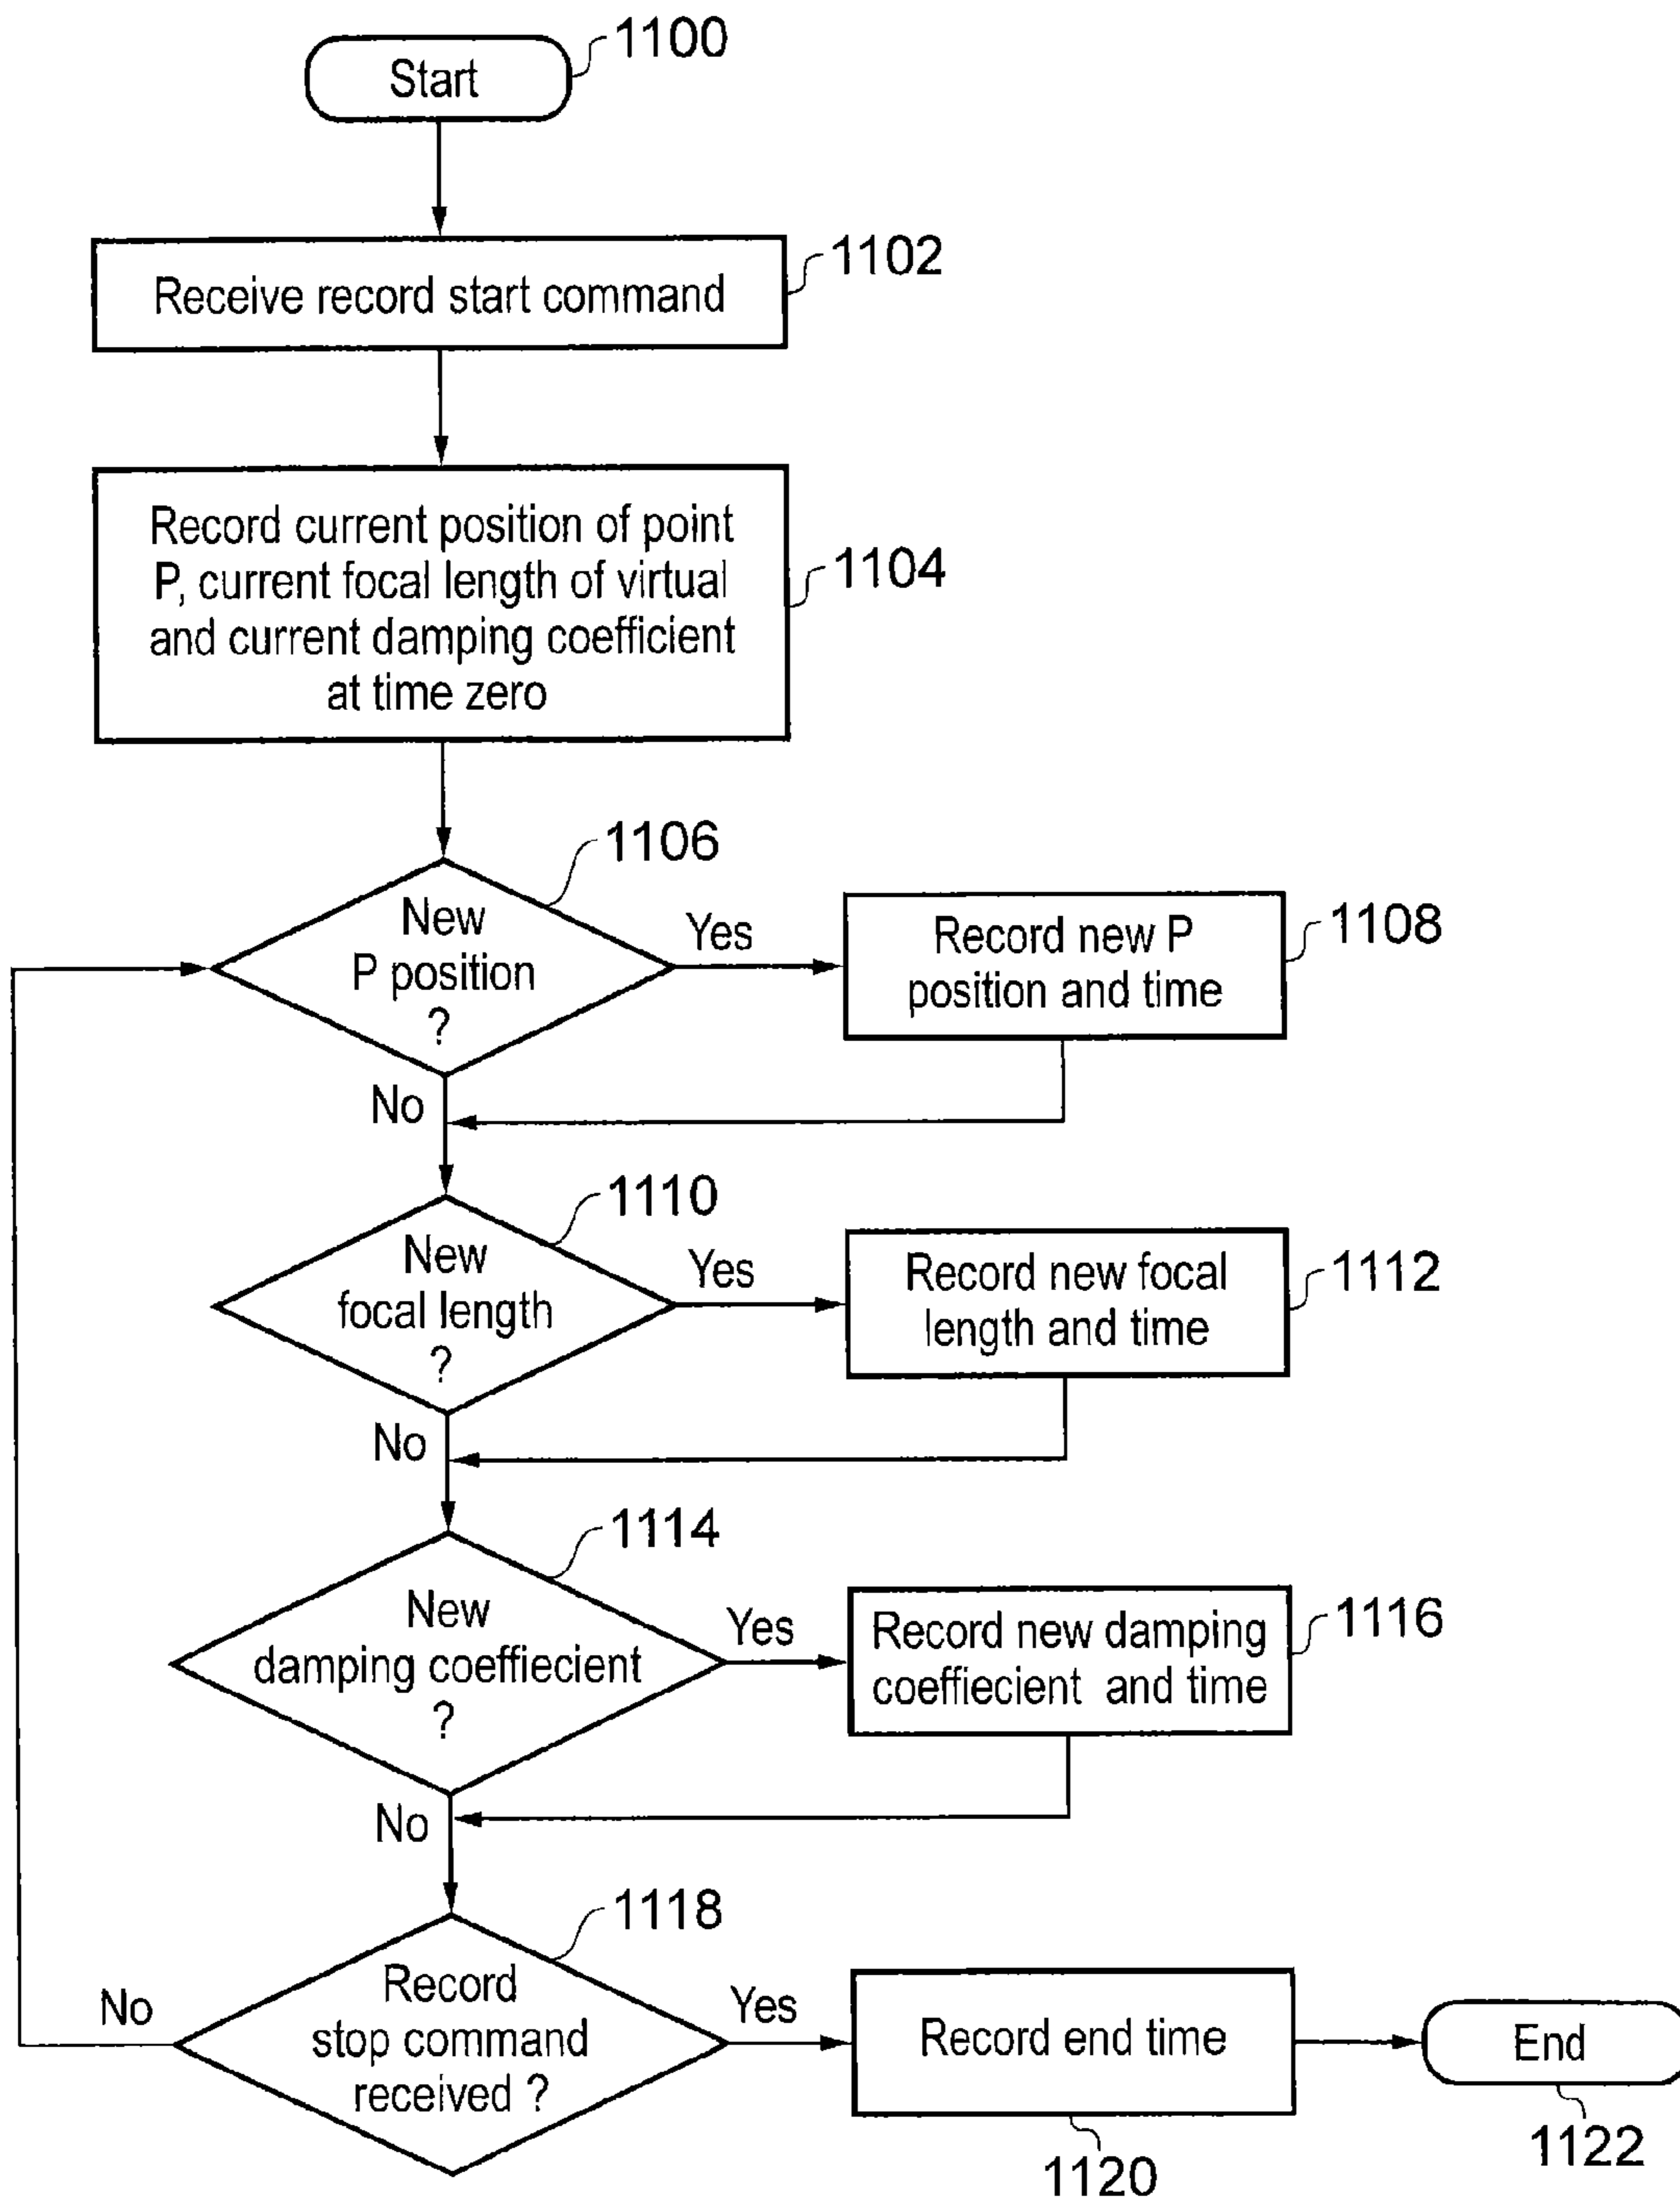 Start
1100
Receive record start command
1102
Record current position of point
P, current focal length of virtual
and current damping coefficient
at time zero
1104
New
P position
?
1106
Yes
Record new P
position and time
1108
No
New
focal length
?
1110
Yes
Record new focal
length and time
1112
No
New
damping coeffiecient
?
1114
Yes
Record new damping
coeffiecient and time
1116
No
Record
stop command
received ?
1118
No
Yes
Record end time
1120
End
1122